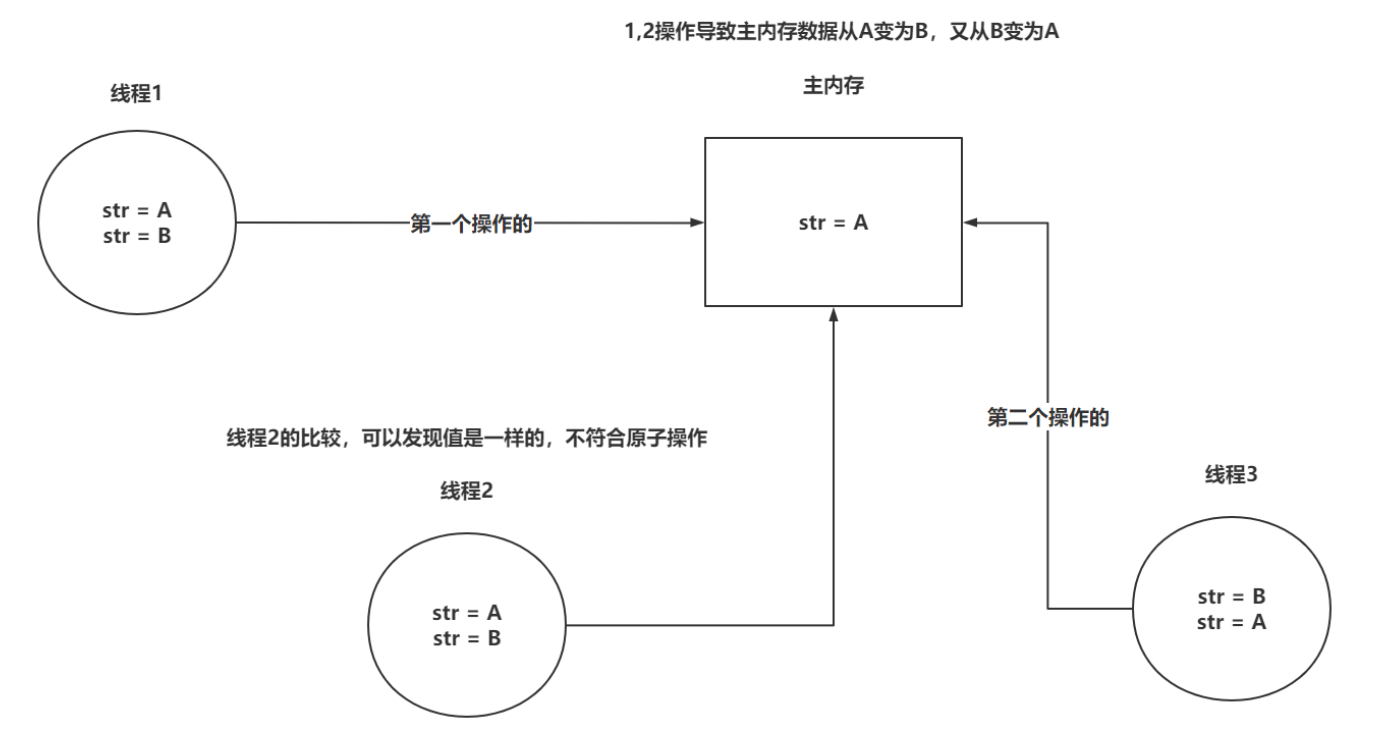 1,2操作导致主内存数据从A变为B，又从B变为A
主内存
线程1
str = A
str = B
第一个操作的
str = A
第二个操作的
线程2的比较，可以发现值是一样的，不符合原子操作
线程2
str = A
str = B
线程3
str = B
str = A